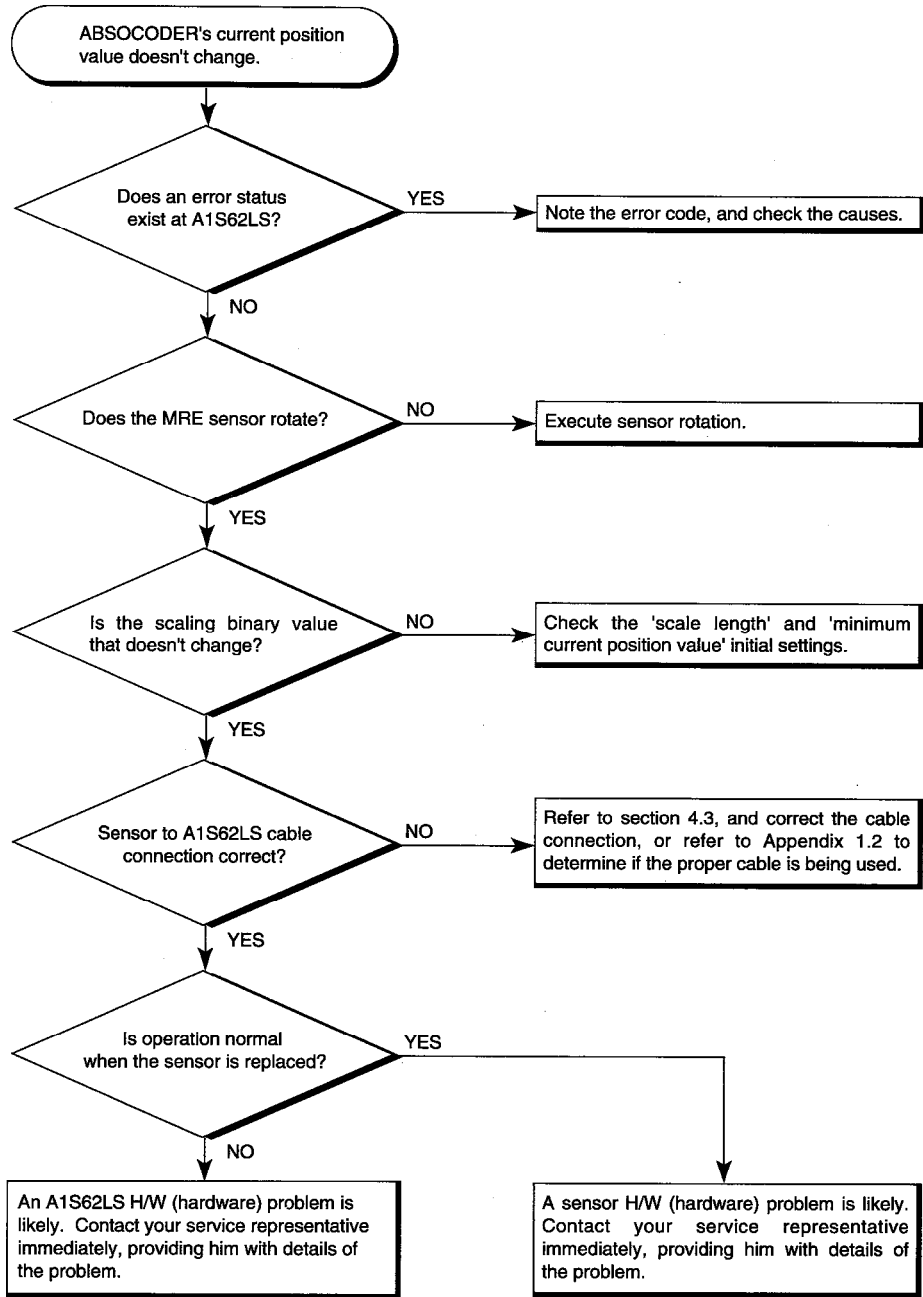 ABSOCODER's current position
value doesn't change.
Does an error status
exist at A1S62LS?
YES
Note the error code, and check the causes.
NO
Does the MRE sensor rotate?
NO
Execute sensor rotation.
YES
Is the scaling binary value
that doesn't change?
NO
Check the 'scale length' and 'minimum
current position value' initial settings.
YES
Sensor to A1S62LS cable
connection correct?
NO
Refer to section 4.3, and correct the cable
connection, or refer to Appendix 1.2 to
determine if the proper cable is being used.
YES
Is operation normal
when the sensor is replaced?
YES
NO
An A1S62LS H/W (hardware) problem is
likely. Contact your service representative
immediately, providing him with details of
the problem.
A sensor H/W (hardware) problem is likely.
Contact your service representative
immediately, providing him with details of
the problem.